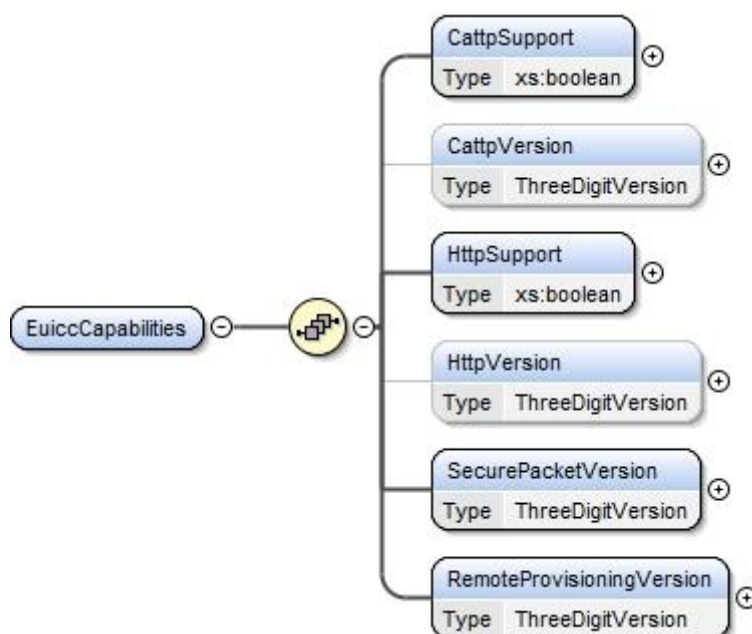 CattpSupport
Type xs:boolean
CattpVersion
Type ThreeDigitVersion
HttpSupport
Type xs:boolean
EuiccCapabilities
HttpVersion
Type ThreeDigitVersion
SecurePacketVersion
Type ThreeDigitVersion
RemoteProvisioningVersion
Type ThreeDigitVersion